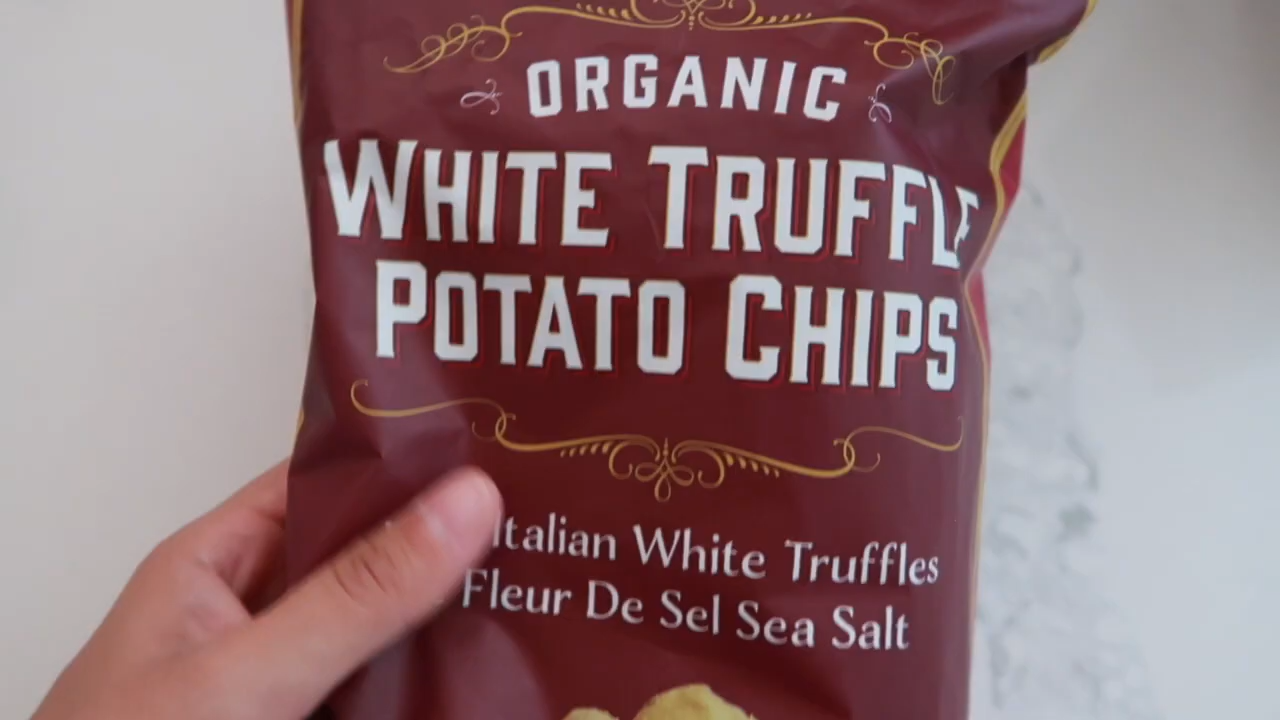 ORGANIC
WHITE TRUFFLE
POTATO CHIPS
Italian White Truffles
Fleur De Sel Sea Salt